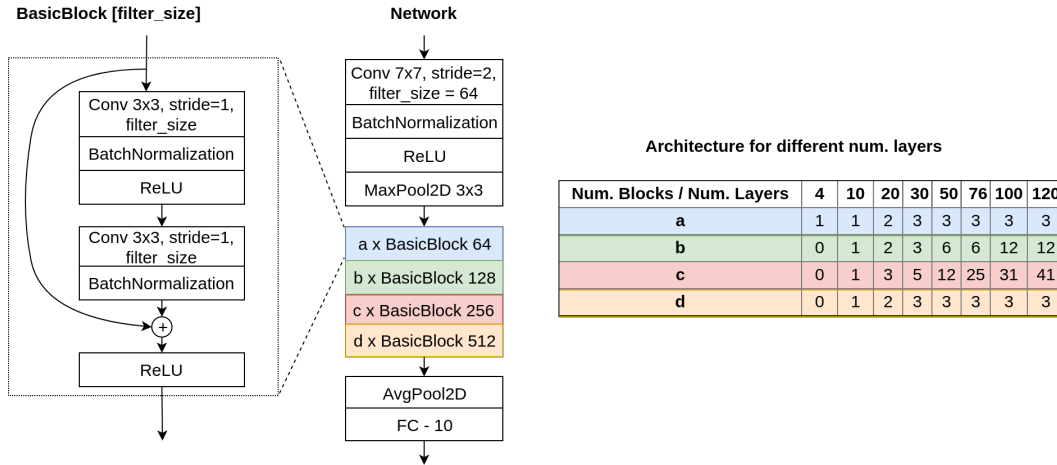 BasicBlock [filter_size]
Conv 3x3, stride=1,
filter_size
BatchNormalization
ReLU
Conv 3x3, stride=1,
filter_size
BatchNormalization
+
ReLU
Network
Conv 7x7, stride=2,
filter_size = 64
BatchNormalization
ReLU
MaxPool2D 3x3
a x BasicBlock 64
b x BasicBlock 128
c x BasicBlock 256
d x BasicBlock 512
AvgPool2D
FC - 10
Architecture for different num. layers
Num. Blocks / Num. Layers 4 10 20 30 50 76 100 120
a 1 1 2 3 3 3 3 3
b 0 1 2 3 6 6 12 12
c 0 1 3 5 12 25 31 41
d 0 1 2 3 3 3 3 3